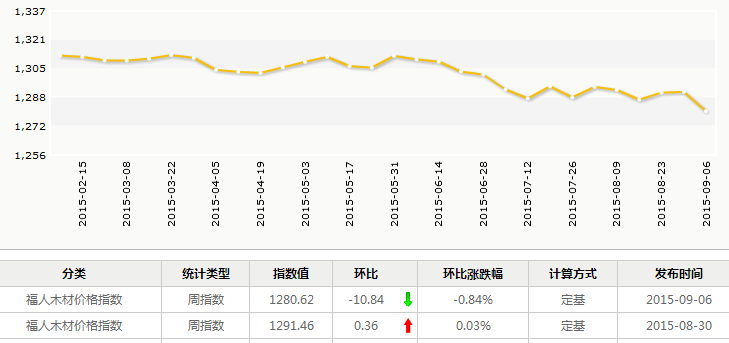 1,337
1,321
1,305
1,288
1,272
1,256
2015-02-15 2015-03-08 2015-03-22 2015-04-05 2015-04-19 2015-05-03 2015-05-17 2015-05-31 2015-06-14 2015-06-28 2015-07-12 2015-07-26 2015-08-09 2015-08-23 2015-09-06
分类 统计类型 指数值 环比 环比涨跌幅 计算方式 发布时间
福人木材价格指数 周指数 1280.62 -10.84 -0.84% 定基 2015-09-06
福人木材价格指数 周指数 1291.46 0.36 0.03% 定基 2015-08-30